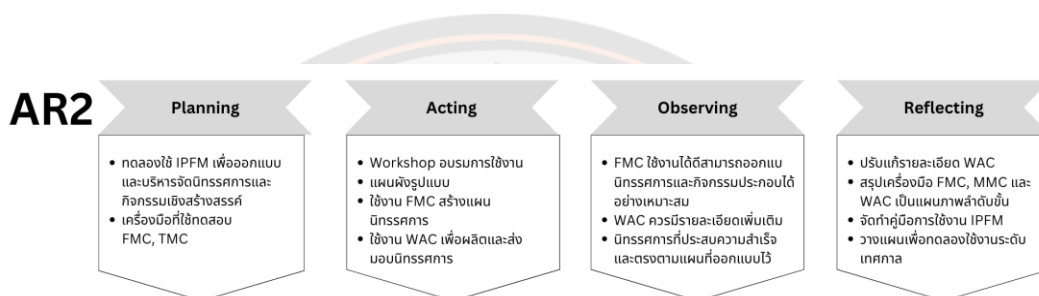 AR2
Planning
• ทดลองใช้ IPFM เพื่อออกแบบ
และบริหารจัดนิทรรศการและ
กิจกรรมเชิงสร้างสรรค์
• เครื่องมือที่ใช้ทดสอบ
FMC, TMC
Acting
• Workshop อบรมการใช้งาน
• แผนผังรูปแบบ
• ใช้งาน FMC สร้างแผน
นิทรรศการ
• ใช้งาน WAC เพื่อผลิตและส่ง
มอบนิทรรศการ
Observing
• FMC ใช้งานได้ดีสามารถออกแบ
นิทรรศการและกิจกรรมประกอบได้
อย่างเหมาะสม
• WAC ควรมีรายละเอียดเพิ่มเติม
• นิทรรศการที่ประสบความสำเร็จ
และตรงตามแผนที่ออกแบบไว้
Reflecting
• ปรับแก้รายละเอียด WAC
• สรุปเครื่องมือ FMC, MMC และ
WAC เป็นแผนภาพลำดับขั้น
• จัดทำคู่มือการใช้งาน IPFM
• วางแผนเพื่อทดลองใช้งานระดับ
เทศกาล